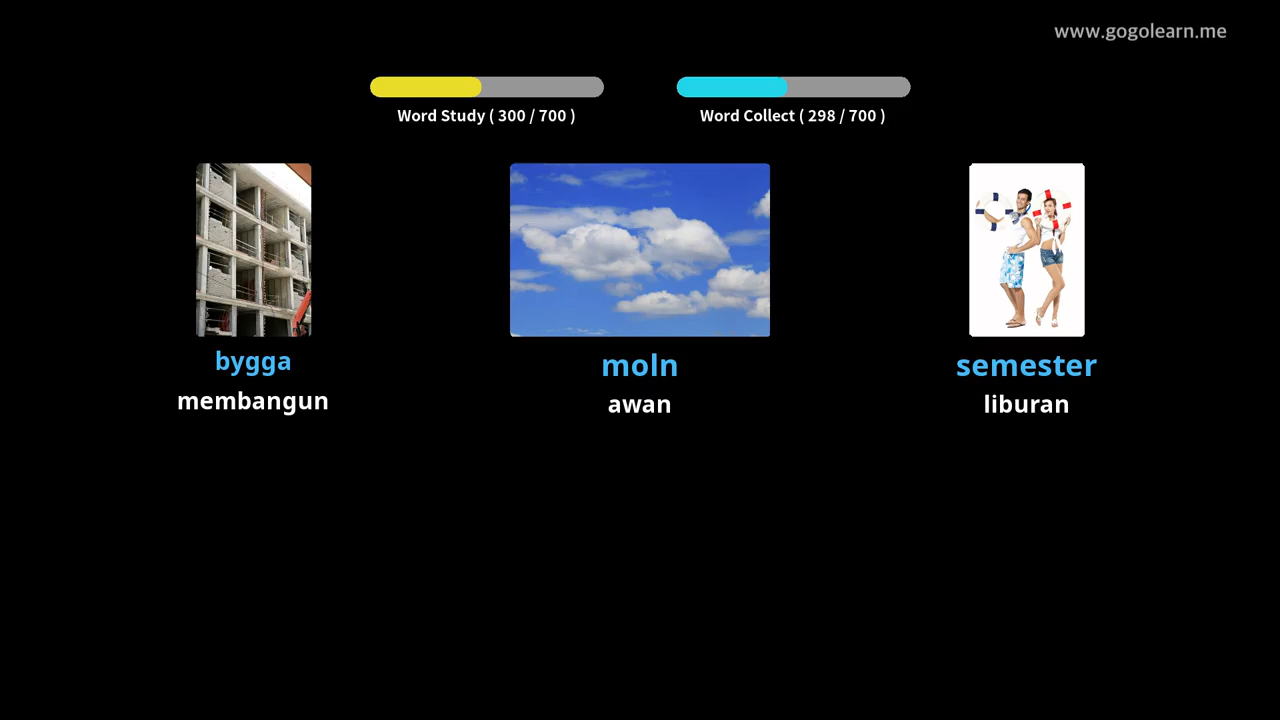 www.gogolearn.me
Word Study ( 300 / 700 )
Word Collect ( 298 / 700 )
bygga
membangun
moln
awan
semester
liburan